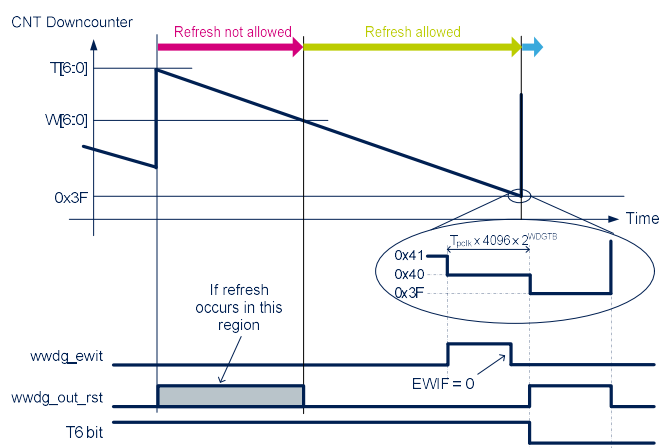 CNT Downcounter
Refresh not allowed
Refresh allowed
T[6:0]
W[6:0]
0x3F
Time
Tpclk x 4096 x 2WDGTB
0x41
0x40
0x3F
If refresh
occurs in this
region
wwdg_ewit
EWIF = 0
wwdg_out_rst
T6 bit